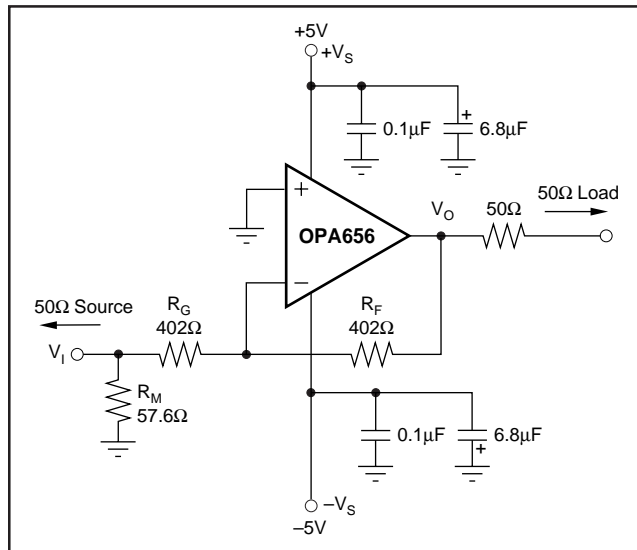 +5V
+V_S
0.1µF
6.8µF
+
+
−
OPA656
V_O
50Ω
50Ω Load
50Ω Source
R_G
402Ω
R_F
402Ω
V_I
R_M
57.6Ω
0.1µF
6.8µF
+
−V_S
−5V